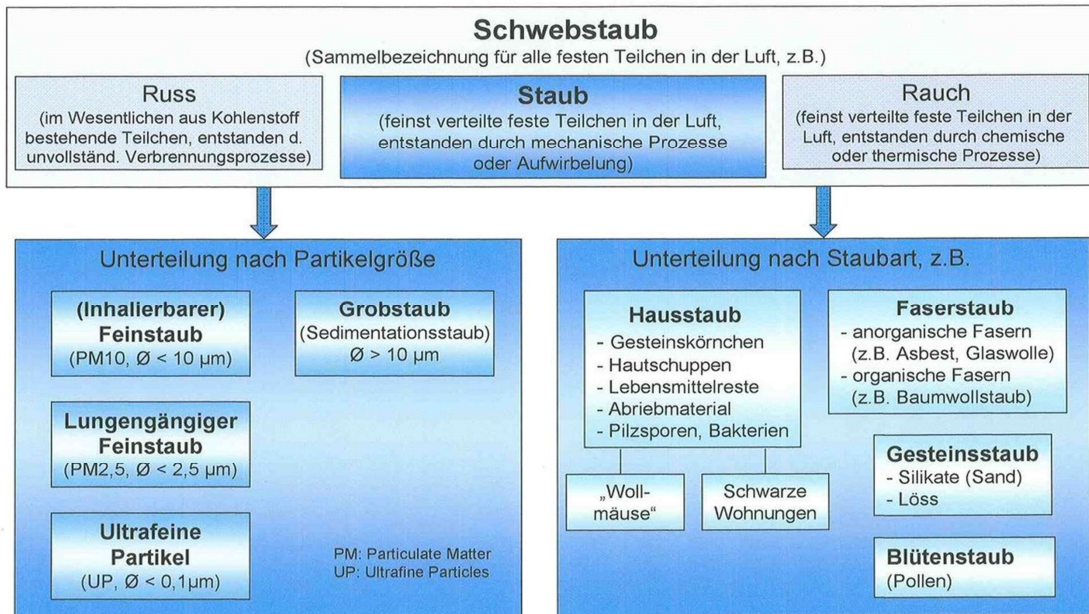 Schwebstaub
(Sammelbezeichnung für alle festen Teilchen in der Luft, z.B.)
Russ
(im Wesentlichen aus Kohlenstoff
bestehende Teilchen, entstanden d.
unvollständ. Verbrennungsprozesse)
Staub
(feinst verteilte feste Teilchen in der Luft,
entstanden durch mechanische Prozesse
oder Aufwirbelung)
Rauch
(feinst verteilte feste Teilchen in der
Luft, entstanden durch chemische
oder thermische Prozesse)
Unterteilung nach Partikelgröße
(Inhalierbarer)
Feinstaub
(PM10, Ø < 10 µm)
Grobstaub
(Sedimentationsstaub)
Ø > 10 µm
Lungengängiger
Feinstaub
(PM2,5, Ø < 2,5 µm)
Ultrafeine
Partikel
(UP, Ø < 0,1µm)
PM: Particulate Matter
UP: Ultrafine Particles
Unterteilung nach Staubart, z.B.
Hausstaub
- Gesteinskörnchen
- Hautschuppen
- Lebensmittelreste
- Abriebmaterial
- Pilzsporen, Bakterien
„Woll-
mäuse“
Schwarze
Wohnungen
Faserstaub
- anorganische Fasern
(z.B. Asbest, Glaswolle)
- organische Fasern
(z.B. Baumwollstaub)
Gesteinsstaub
- Silikate (Sand)
- Löss
Blütenstaub
(Pollen)